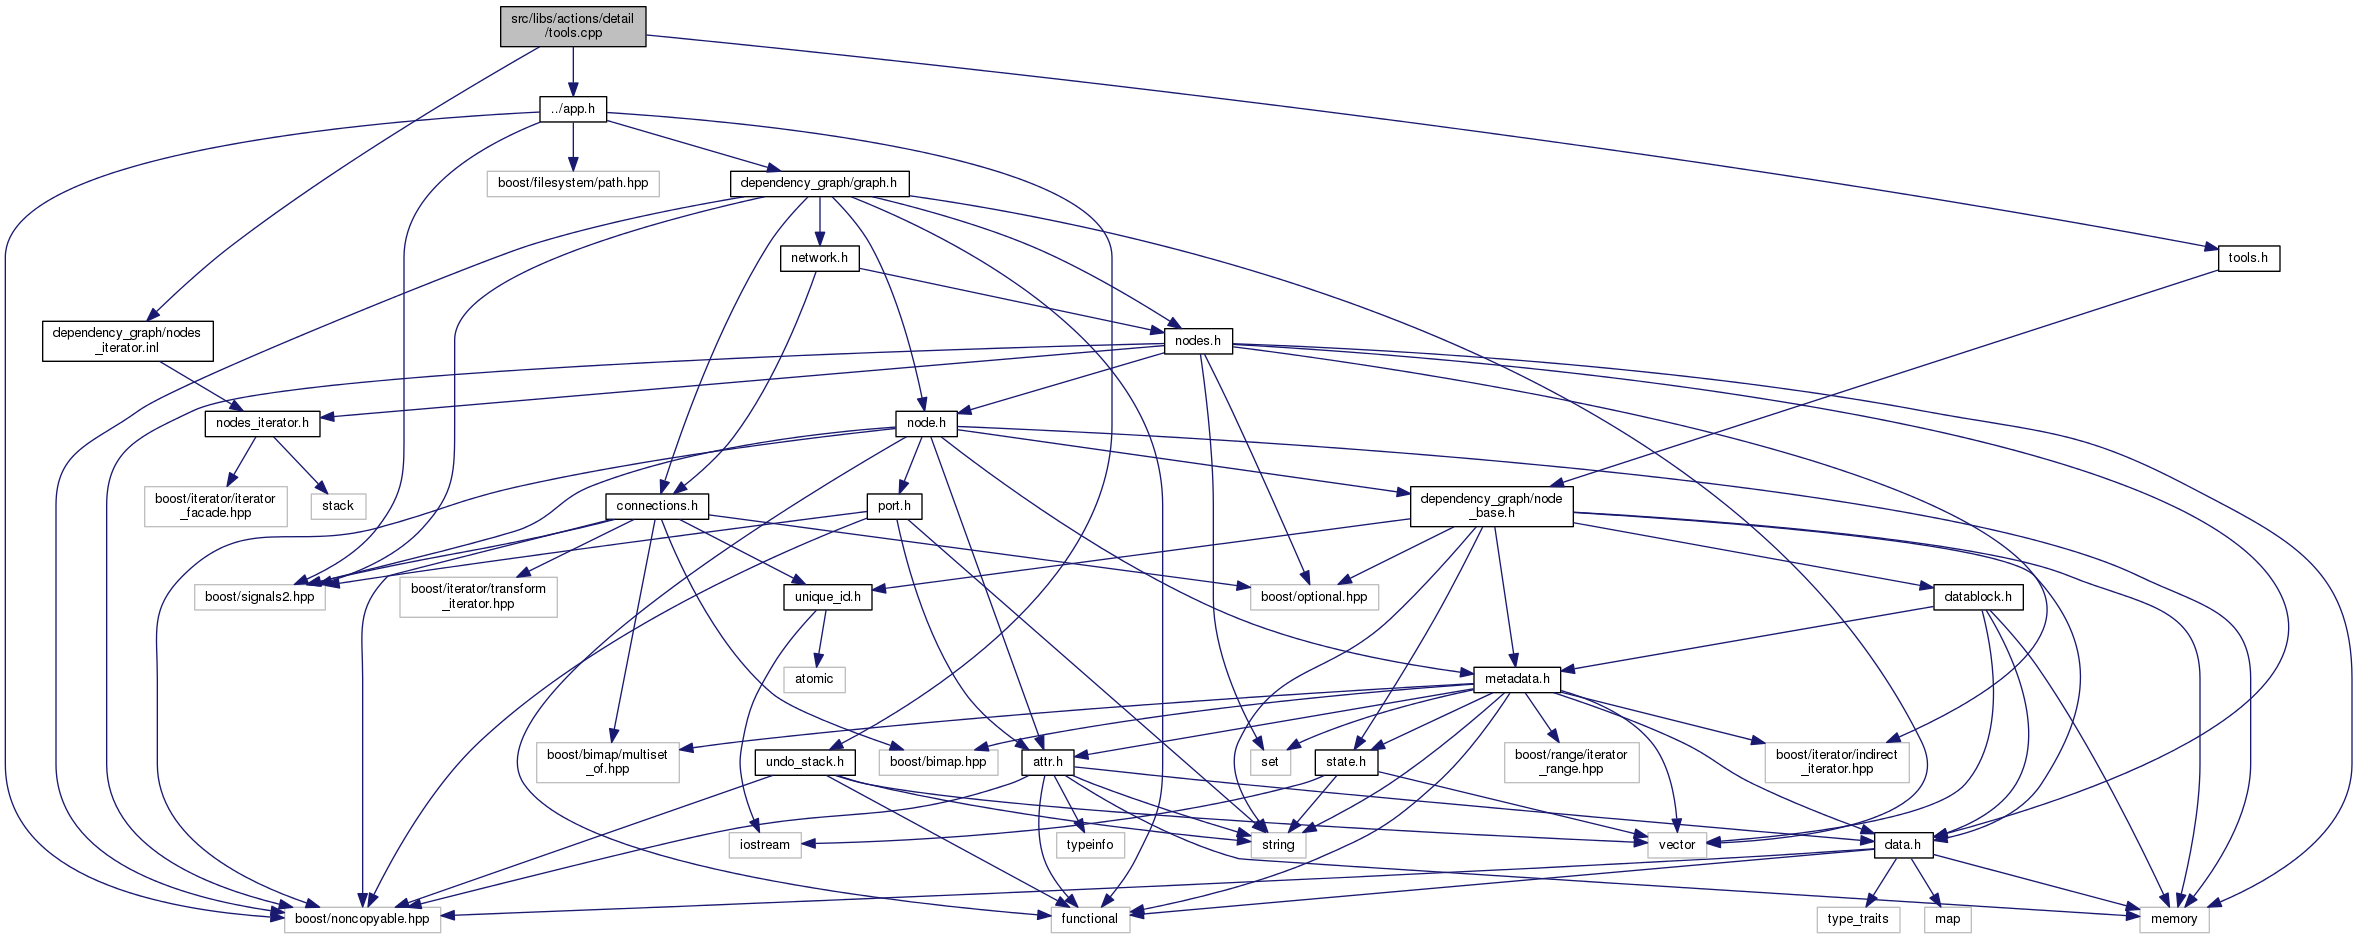 src/libs/actions/detail
/tools.cpp
../app.h
boost/filesystem/path.hpp
dependency_graph/graph.h
network.h
tools.h
dependency_graph/nodes
_iterator.inl
nodes.h
nodes_iterator.h
node.h
boost/iterator/iterator
_facade.hpp
stack
connections.h
port.h
dependency_graph/node
_base.h
boost/signals2.hpp
boost/iterator/transform
_iterator.hpp
unique_id.h
boost/optional.hpp
datablock.h
atomic
metadata.h
boost/bimap/multiset
_of.hpp
undo_stack.h
boost/bimap.hpp
attr.h
set
state.h
boost/range/iterator
_range.hpp
boost/iterator/indirect
_iterator.hpp
iostream
typeinfo
string
vector
data.h
boost/noncopyable.hpp
functional
type_traits
map
memory